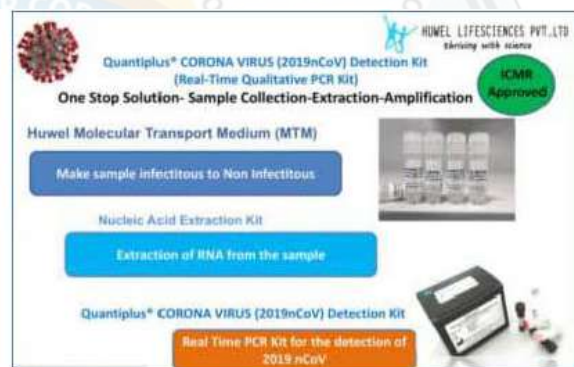 HUWEL LIFESCIENCES PVT.LTD
thriving with science
Quantiplus® CORONA VIRUS (2019nCoV) Detection Kit
(Real-Time Qualitative PCR Kit)
ICMR
Approved
One Stop Solution- Sample Collection-Extraction-Amplification
Huwel Molecular Transport Medium (MTM)
Make sample infectitous to Non Infectitous
Nucleic Acid Extraction Kit
Extraction of RNA from the sample
Quantiplus® CORONA VIRUS (2019nCoV) Detection Kit
Real Time PCR Kit for the detection of
2019 nCoV